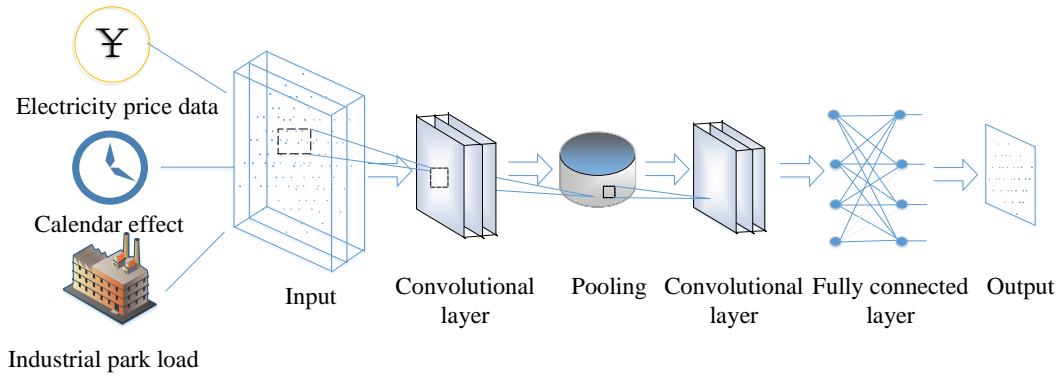 ¥
Electricity price data
Calendar effect
Industrial park load
Input
Convolutional
layer
Pooling
Convolutional
layer
Fully connected
layer
Output